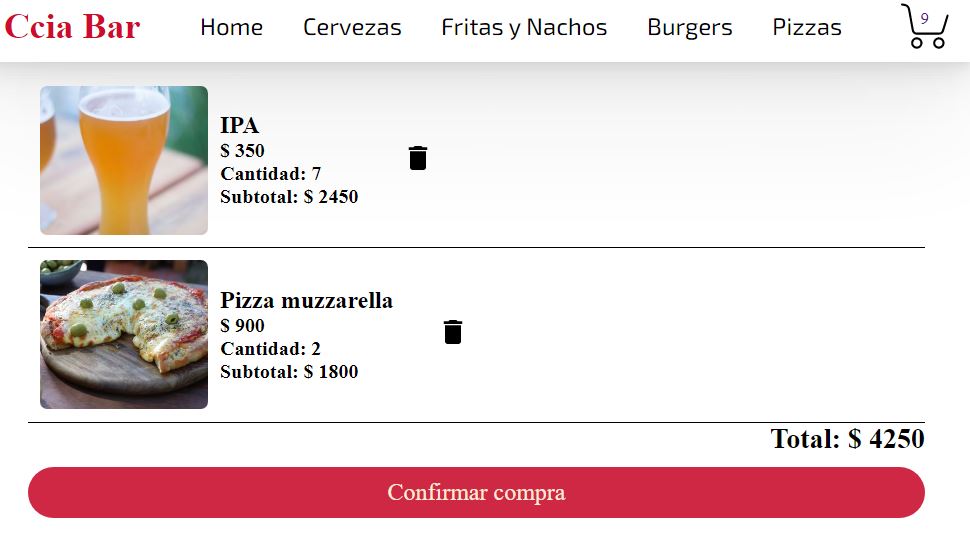 Ccia Bar
Home
Cervezas
Fritas y Nachos
Burgers
Pizzas
9
IPA
$ 350
Cantidad: 7
Subtotal: $ 2450
Pizza muzzarella
$ 900
Cantidad: 2
Subtotal: $ 1800
Total: $ 4250
Confirmar compra